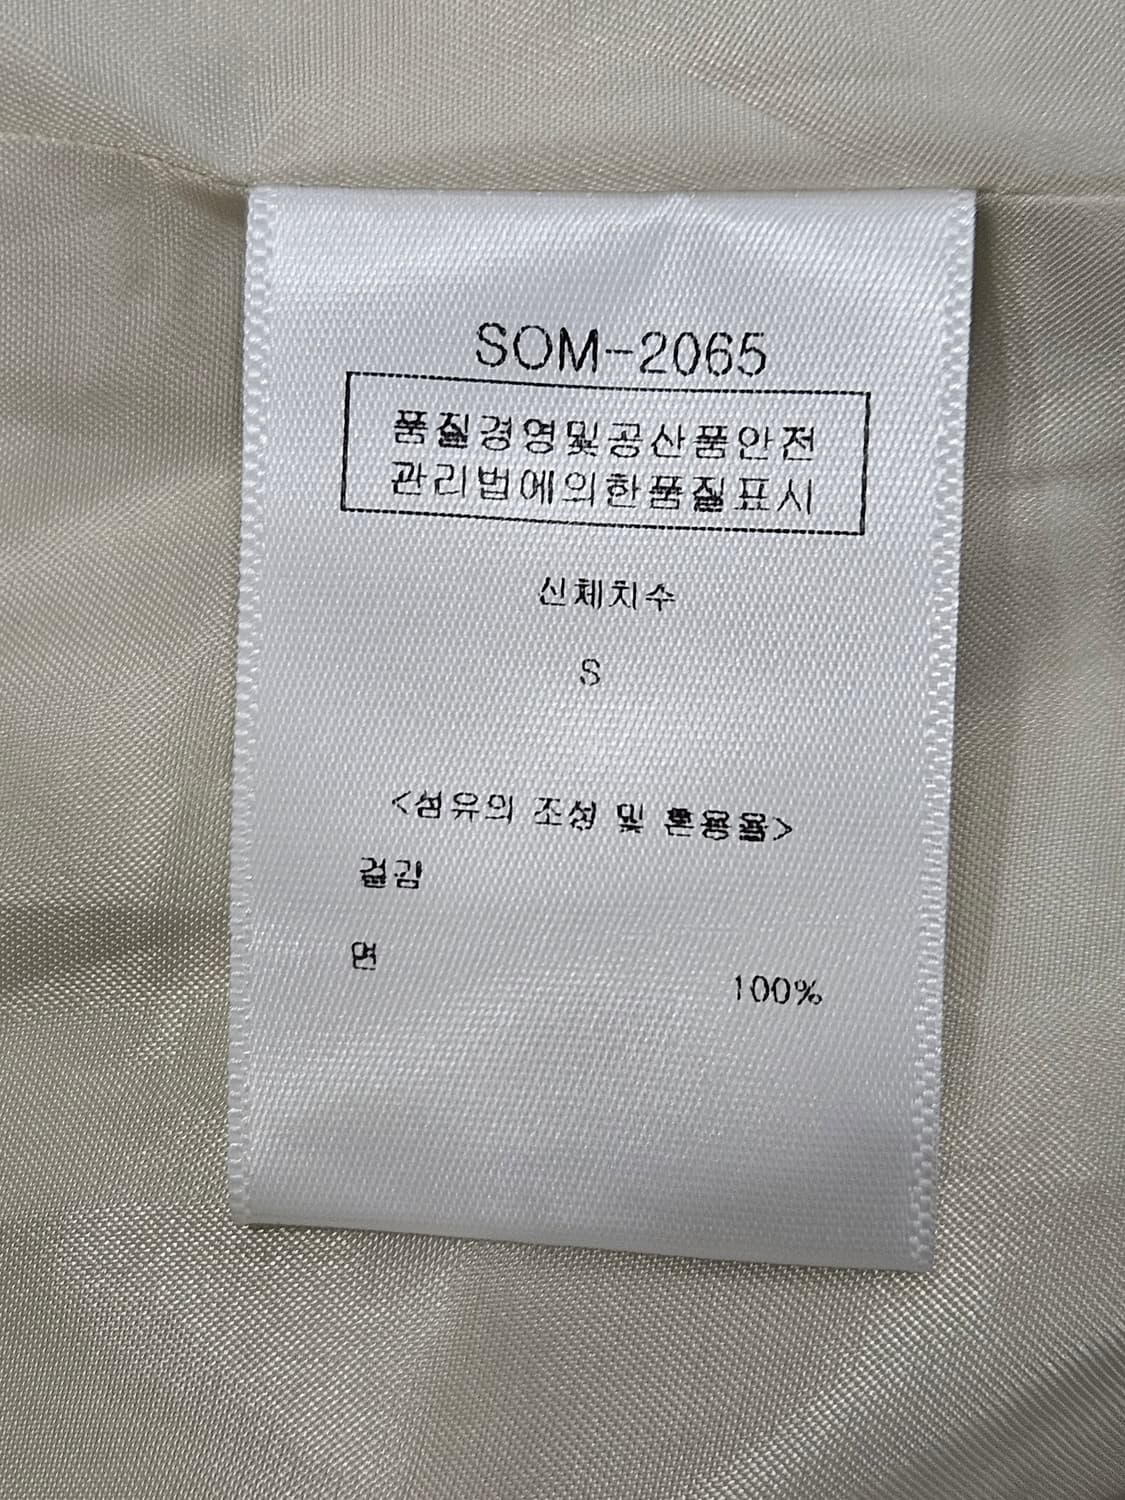 SOM-2065
품질경영및공산품안전
관리법에의한품질표시
신체치수
S
<섬유의 조성 및 혼용율>
겉감
면
100%